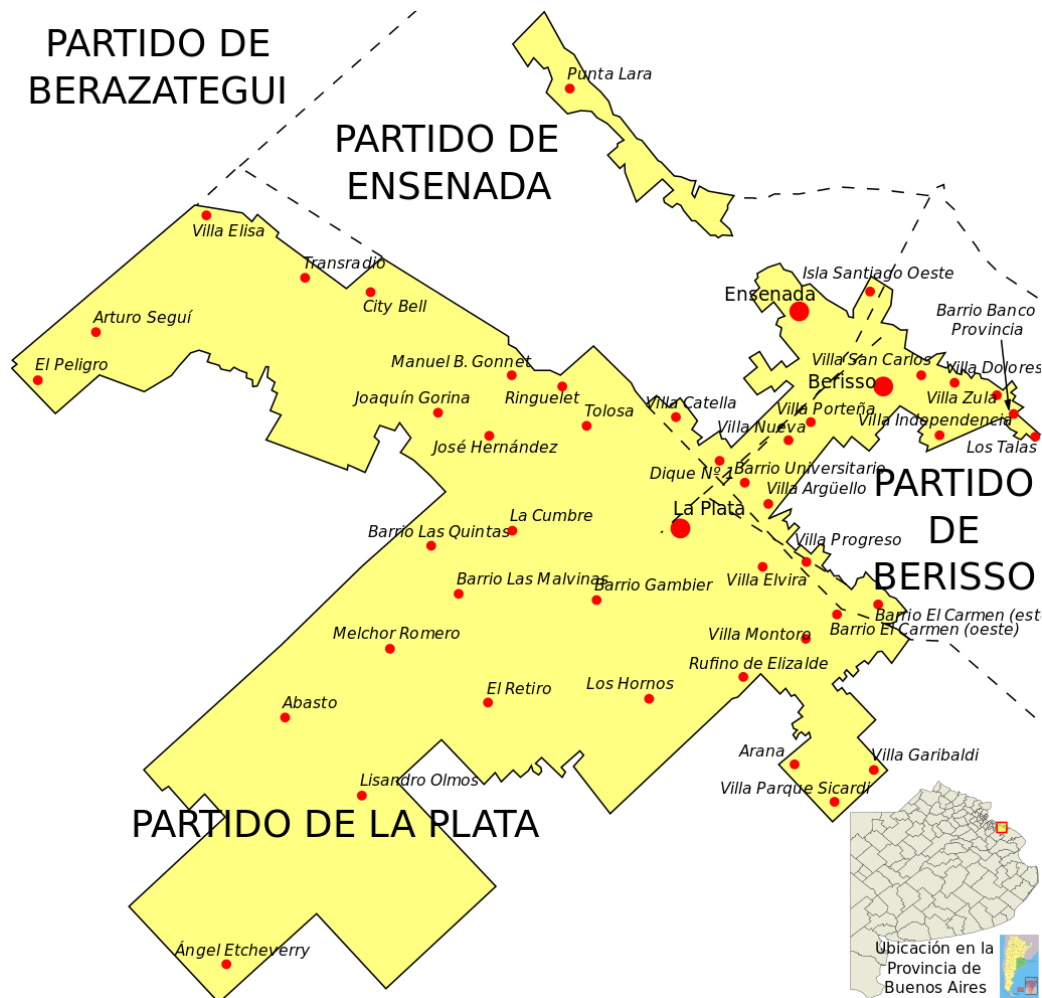 PARTIDO DE
BERAZATEGUI
Punta Lara
PARTIDO DE
ENSENADA
Villa Elisa
Transradio
City Bell
Isla Santiago Oeste
Ensenada
Barrio Banco
Provincia
Arturo Seguí
El Peligro
Manuel B. Gonnet
Ringuelet
Villa San Carlos
Villa Dolores
Berisso
Villa Zula
Joaquín Gorina
Tolosa
Villa Catella
Villa Porteña
Villa Nueva
Villa Independencia
Los Talas
José Hernández
Dique Nº 1
Barrio Universitario
Villa Argüello
PARTIDO
DE
BERISSO
La Plata
La Cumbre
Barrio Las Quintas
Villa Progreso
Barrio Las Malvinas
Barrio Gambier
Villa Elvira
Barrio El Carmen (est
Barrio El Carmen (oeste)
Melchor Romero
Villa Montoro
Rufino de Elizalde
El Retiro
Los Hornos
Abasto
Arana
Villa Garibaldi
Lisandro Olmos
Villa Parque Sicardi
PARTIDO DE LA PLATA
Ángel Etcheverry
Ubicación en la
Provincia de
Buenos Aires